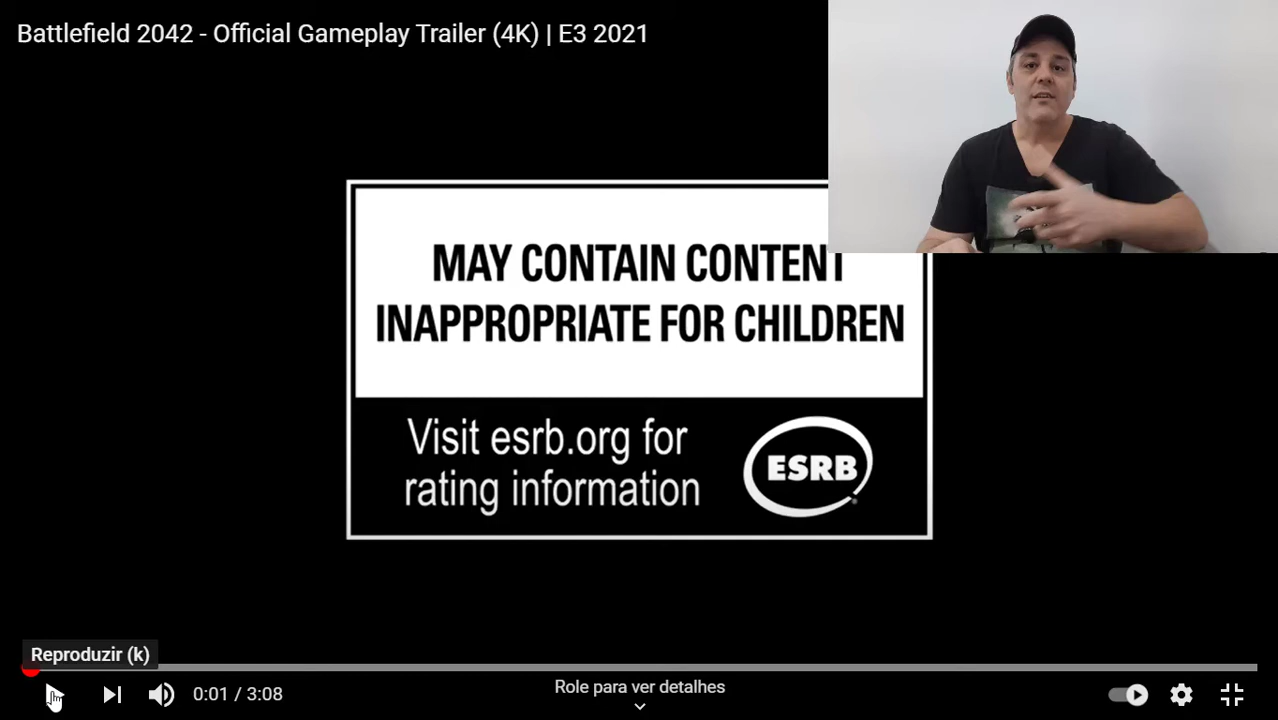 Battlefield 2042 - Official Gameplay Trailer (4K) | E3 2021
MAY CONTAIN CONTENT
INAPPROPRIATE FOR CHILDREN
Visit esrb.org for
rating information
ESRB
Reproduzir (k)
0:01 / 3:08
Role para ver detalhes